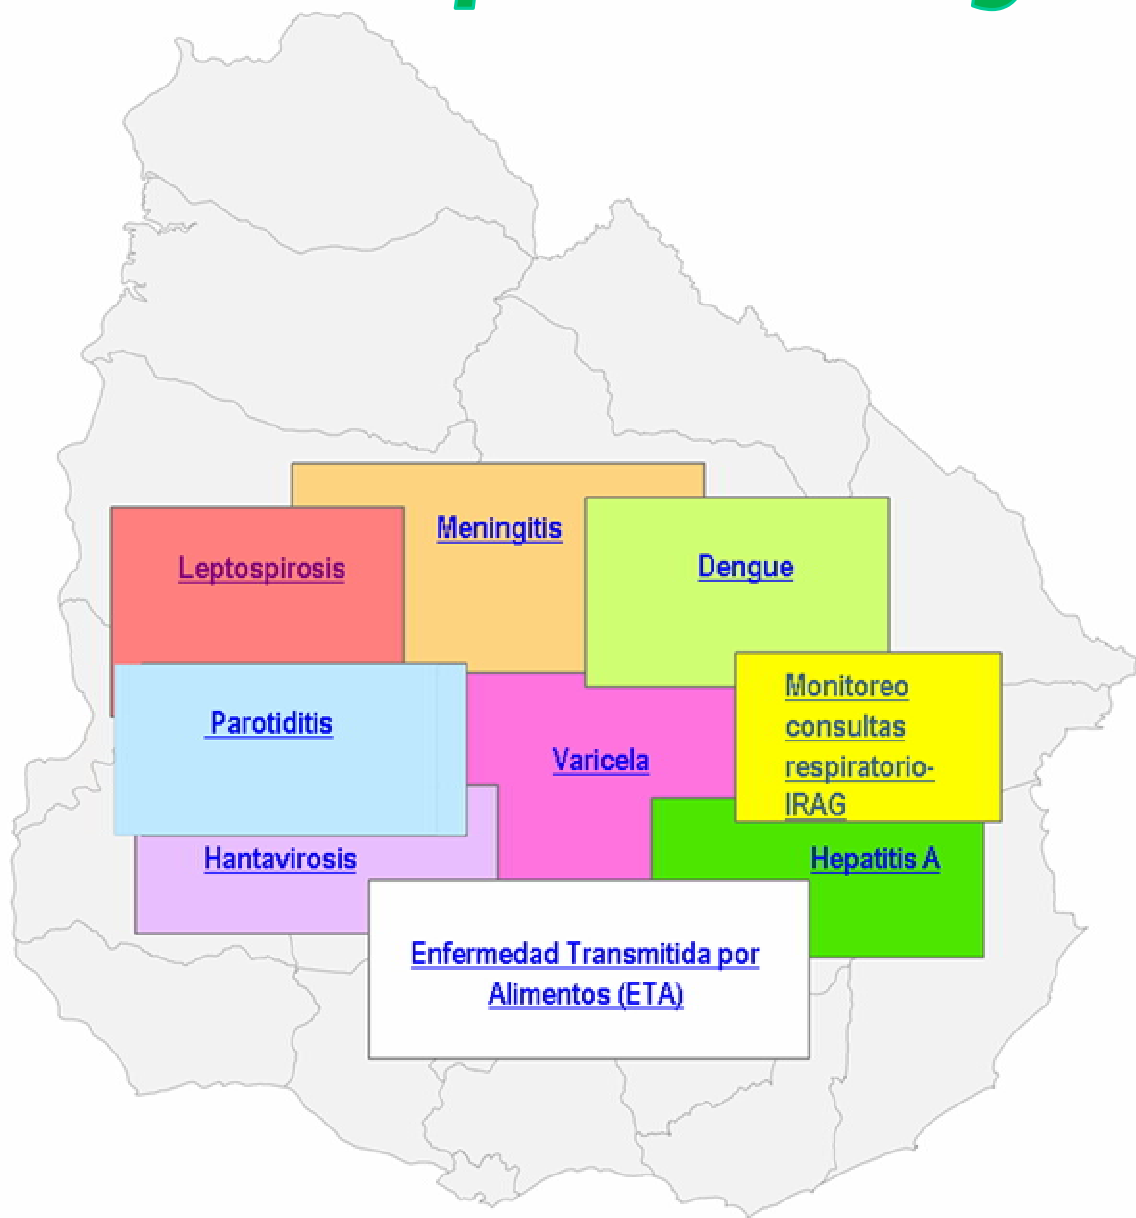 Meningitis
Leptospirosis
Dengue
Monitoreo
consultas
respiratorio-
IRAG
Parotiditis
Varicela
Hantavirosis
Hepatitis A
Enfermedad Transmitida por
Alimentos (ETA)